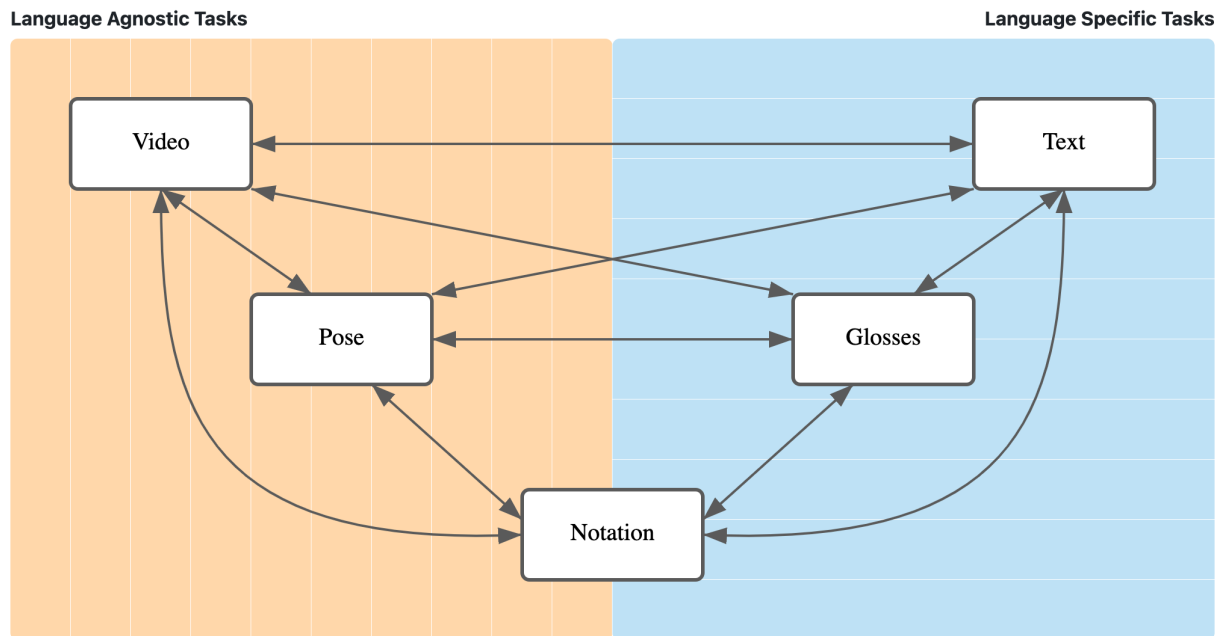 Language Agnostic Tasks
Language Specific Tasks
Video
Text
Pose
Glosses
Notation